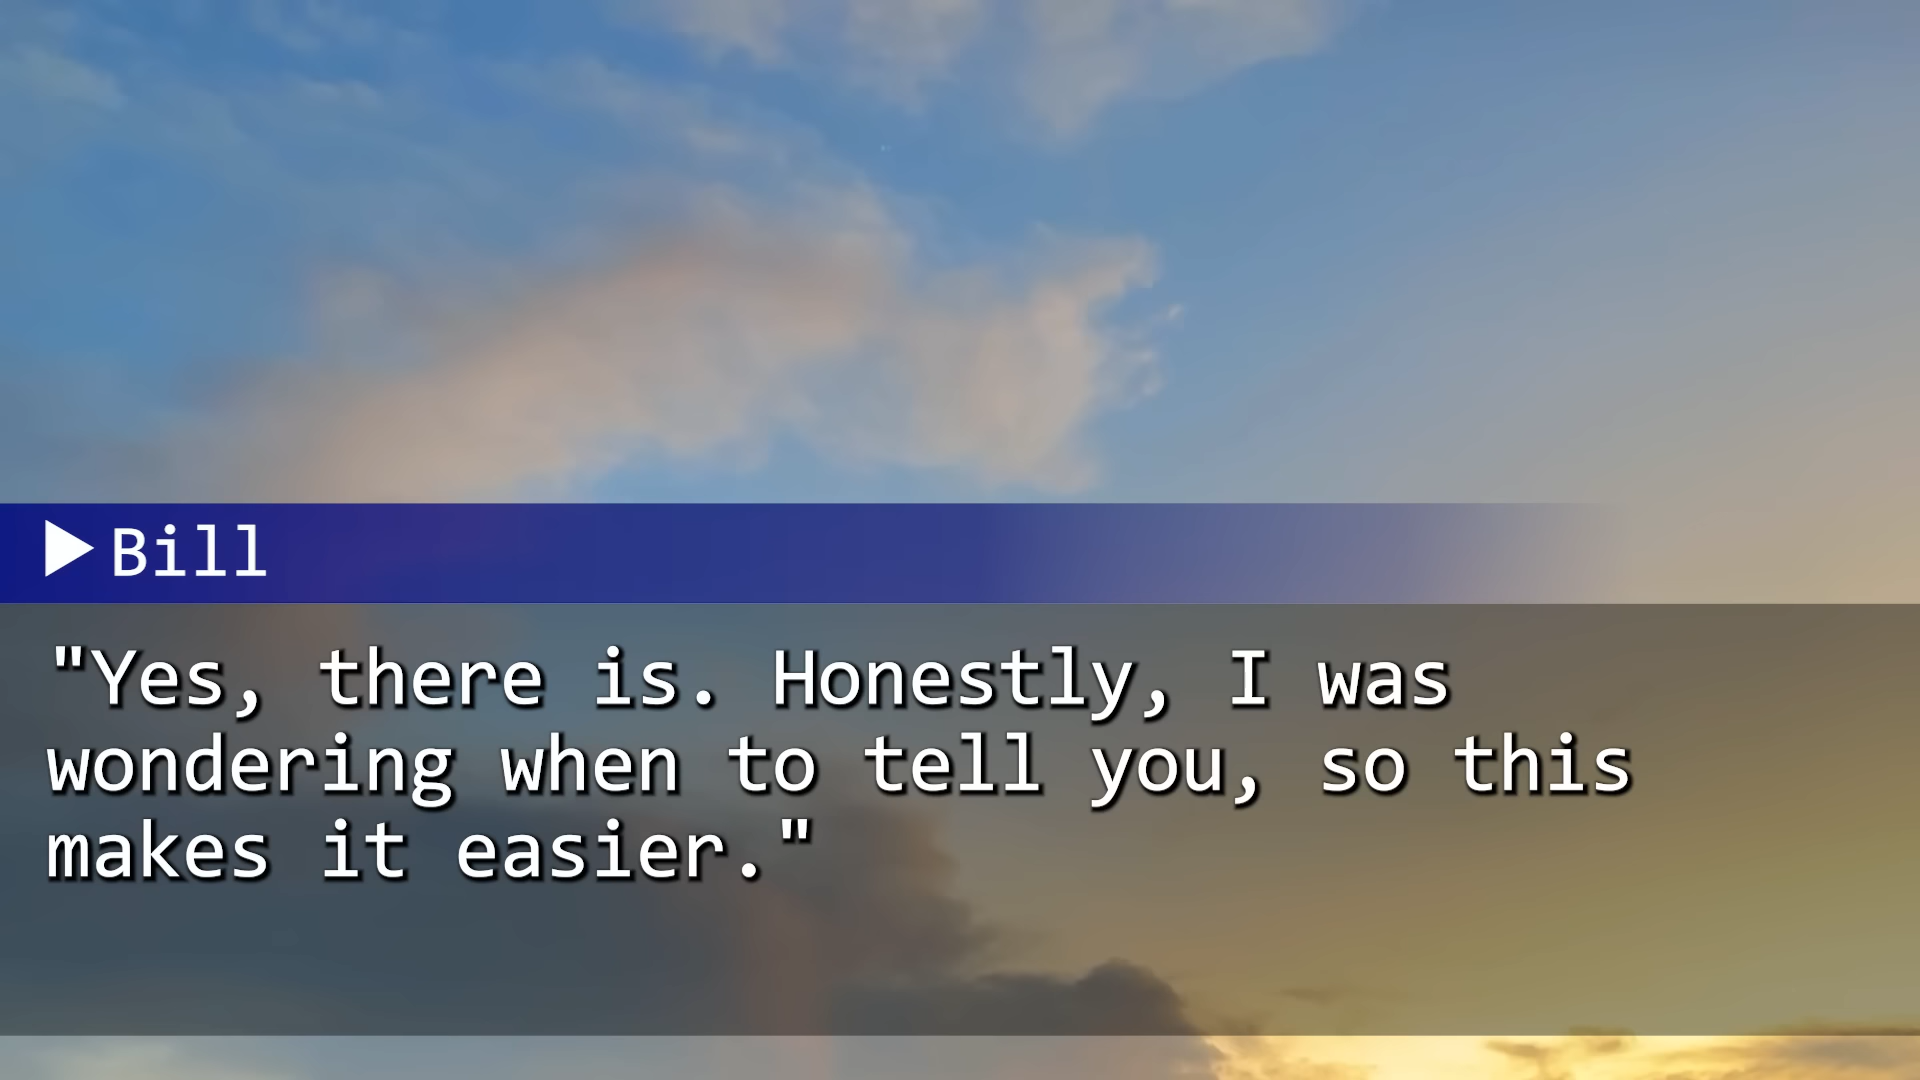 Bill
"Yes, there is. Honestly, I was
wondering when to tell you, so this
makes it easier."